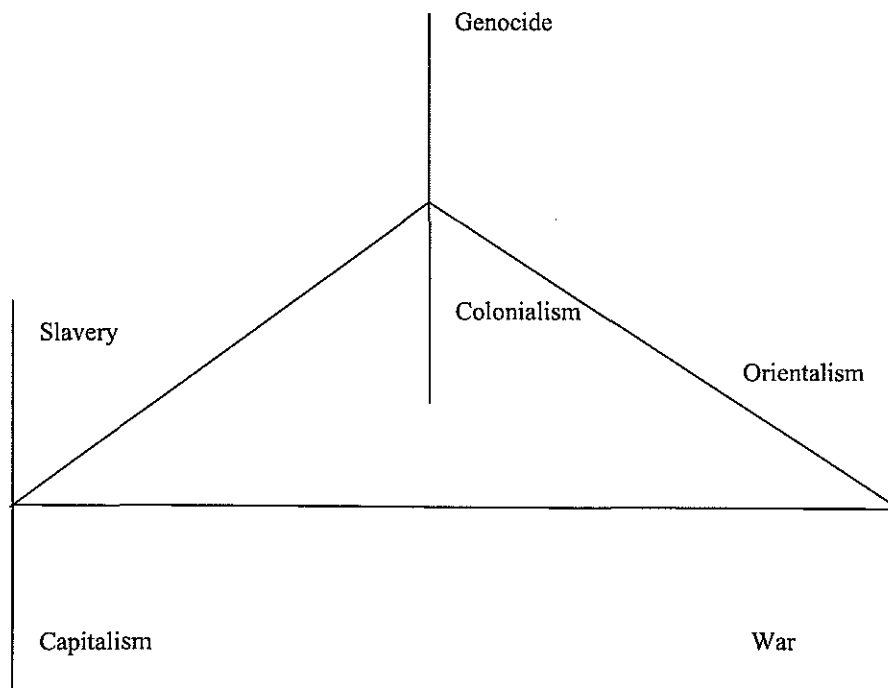 Genocide
Colonialism
Slavery
Orientalism
Capitalism
War